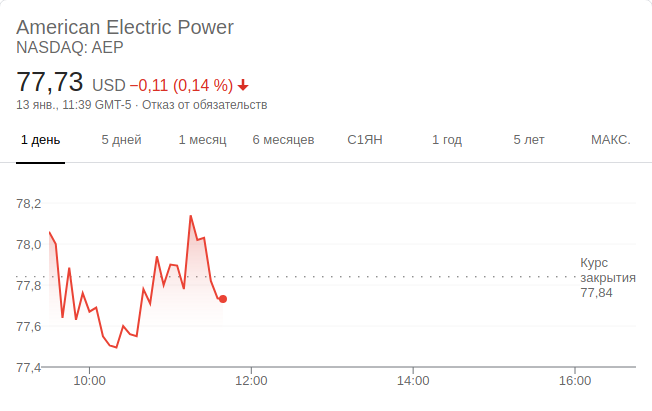 American Electric Power
NASDAQ: AEP
77,73 USD −0,11 (0,14 %)
13 янв., 11:39 GMT-5 · Отказ от обязательств
1 день 5 дней 1 месяц 6 месяцев С1ЯН 1 год 5 лет МАКС.
78,2
78,0
77,8
77,6
77,4
Курс
закрытия
77,84
10:00 12:00 14:00 16:00